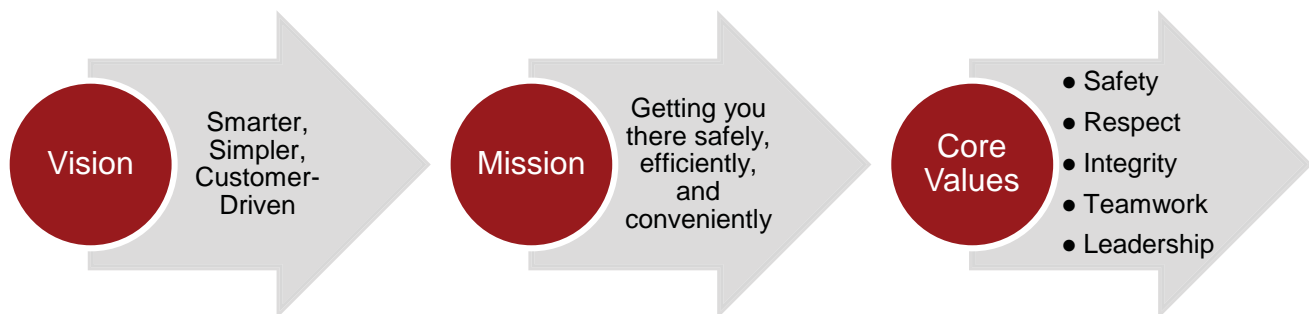 Vision
Smarter,
Simpler,
Customer-
Driven
Mission
Getting you
there safely,
efficiently,
and
conveniently
Core
Values
● Safety
● Respect
● Integrity
● Teamwork
● Leadership